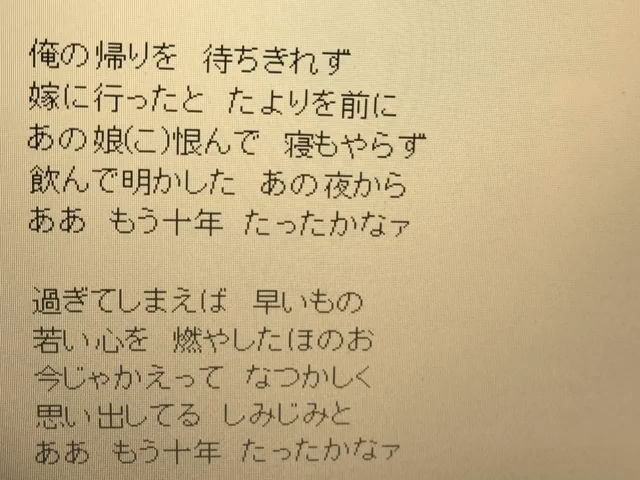 俺の帰りを 待ちきれず
嫁に行ったと たよりを前に
あの娘(こ)恨んで 寝もやらず
飲んで明かした あの夜から
ああ もう十年 たったかなァ
過ぎてしまえば 早いもの
若い心を 燃やしたほのお
今じゃかえって なつかしく
思い出してる しみじみと
ああ もう十年 たったかなァ